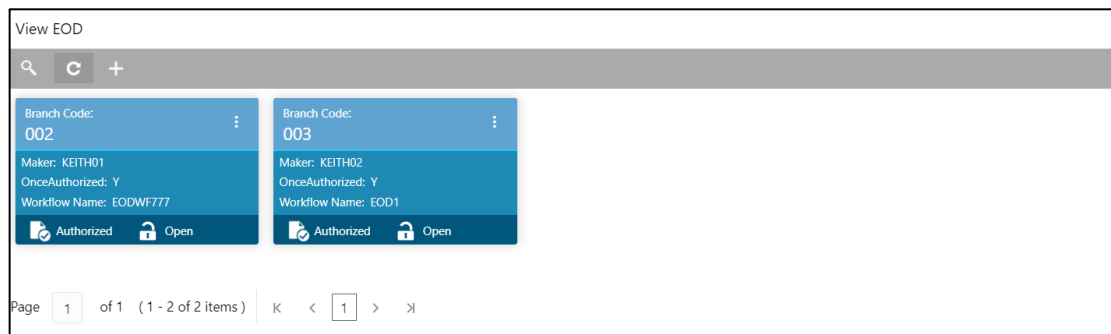 View EOD
Branch Code:
002
Maker: KEITH01
OnceAuthorized: Y
Workflow Name: EODWF777
Authorized Open
Branch Code:
003
Maker: KEITH02
OnceAuthorized: Y
Workflow Name: EOD1
Authorized Open
Page 1 of 1 ( 1 - 2 of 2 items ) 1